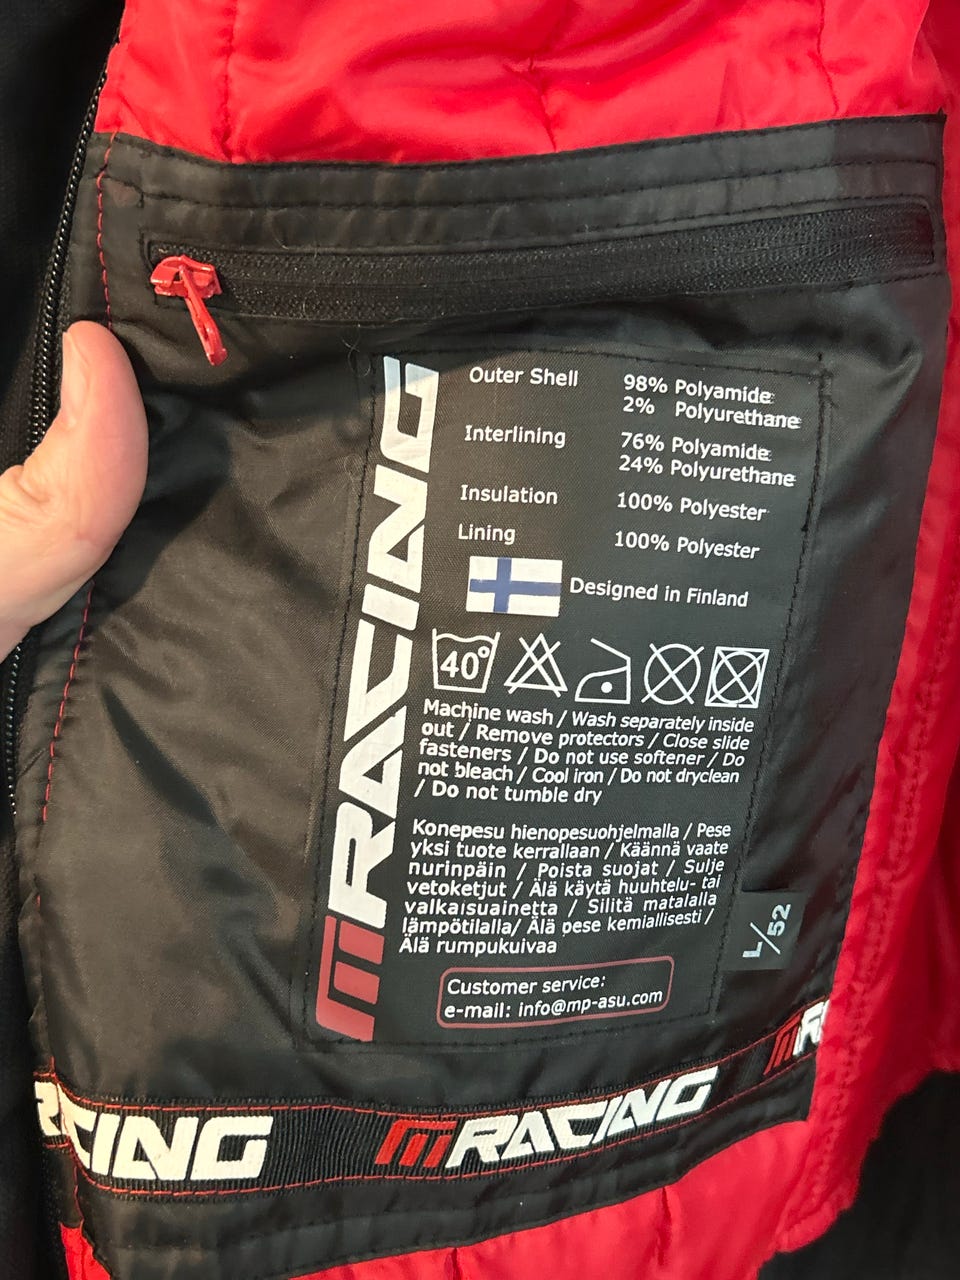 Outer Shell 98% Polyamide
2% Polyurethane
Interlining 76% Polyamide
24% Polyurethane
Insulation 100% Polyester
Lining 100% Polyester
Designed in Finland
40°
Machine wash / Wash separately inside
out / Remove protectors / Close slide
fasteners / Do not use softener / Do
not bleach / Cool iron / Do not dryclean
/ Do not tumble dry
Konepesu hienopesuohjelmalla / Pese
yksi tuote kerrallaan / Käännä vaate
nurinpäin / Poista suojat / Sulje
vetoketjut / Älä käytä huuhtelu- tai
valkaisuainetta / Silitä matalalla
lämpötilalla/ Älä pese kemiallisesti /
Älä rumpukuivaa
Customer service:
e-mail: info@mp-asu.com
mRACING
L/52
RACING mRACING mR